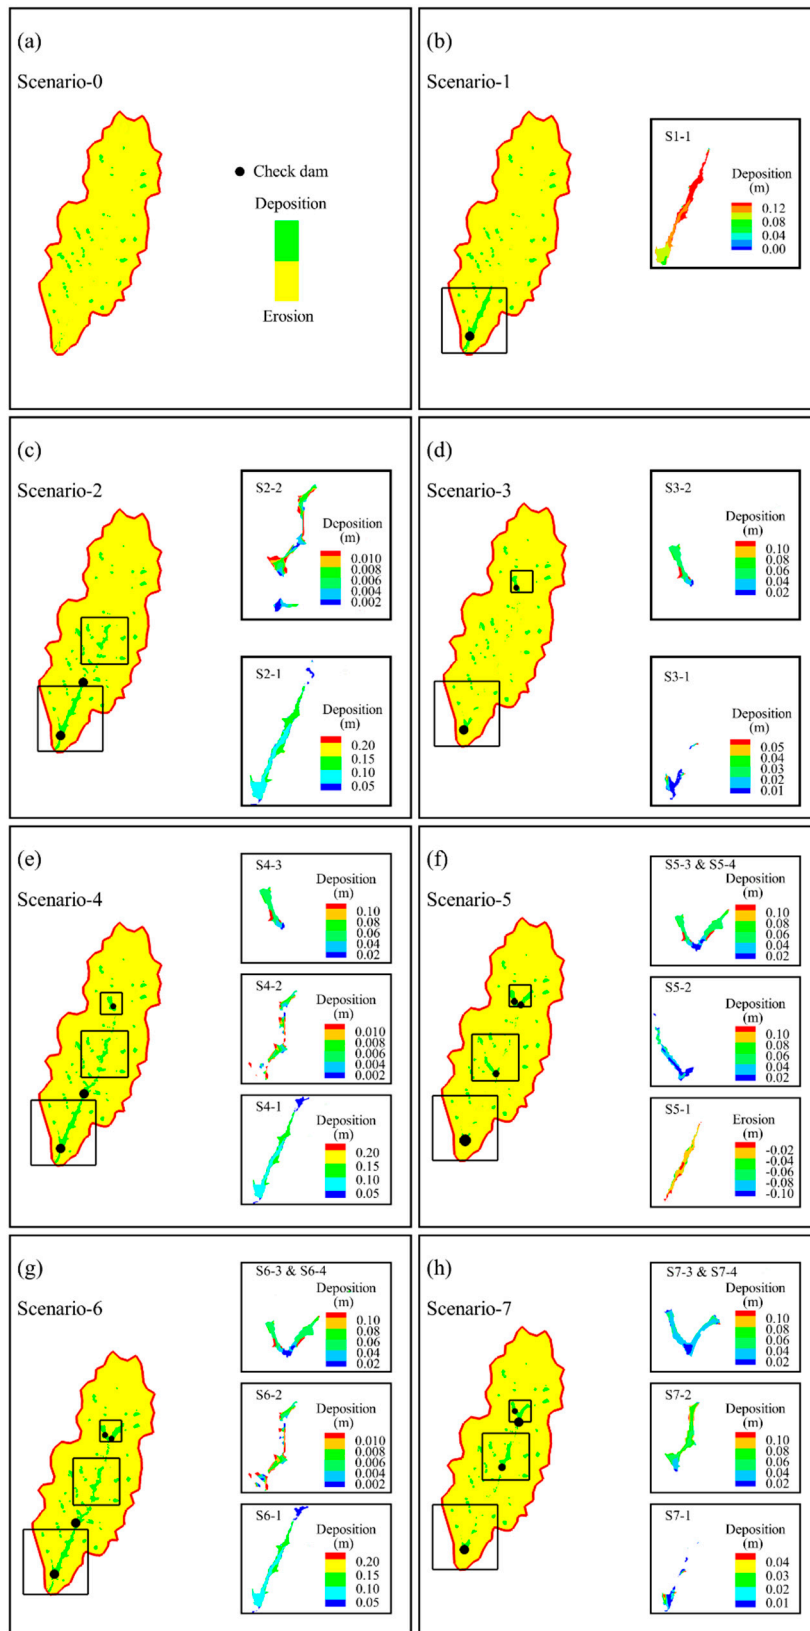 (a)
Scenario-0
Check dam
Deposition
Erosion
(b)
Scenario-1
S1-1
Deposition
(m)
0.12
0.08
0.04
0.00
(c)
Scenario-2
S2-2
Deposition
(m)
0.010
0.008
0.006
0.004
0.002
S2-1
Deposition
(m)
0.20
0.15
0.10
0.05
(d)
Scenario-3
S3-2
Deposition
(m)
0.10
0.08
0.06
0.04
0.02
S3-1
Deposition
(m)
0.05
0.04
0.03
0.02
0.01
(e)
Scenario-4
S4-3
Deposition
(m)
0.10
0.08
0.06
0.04
0.02
S4-2
Deposition
(m)
0.010
0.008
0.006
0.004
0.002
S4-1
Deposition
(m)
0.20
0.15
0.10
0.05
(f)
Scenario-5
S5-3 & S5-4
Deposition
(m)
0.10
0.08
0.06
0.04
0.02
S5-2
Deposition
(m)
0.10
0.08
0.06
0.04
0.02
S5-1
Erosion
(m)
-0.02
-0.04
-0.06
-0.08
-0.10
(g)
Scenario-6
S6-3 & S6-4
Deposition
(m)
0.10
0.08
0.06
0.04
0.02
S6-2
Deposition
(m)
0.010
0.008
0.006
0.004
0.002
S6-1
Deposition
(m)
0.20
0.15
0.10
0.05
(h)
Scenario-7
S7-3 & S7-4
Deposition
(m)
0.10
0.08
0.06
0.04
0.02
S7-2
Deposition
(m)
0.10
0.08
0.06
0.04
0.02
S7-1
Deposition
(m)
0.04
0.03
0.02
0.01